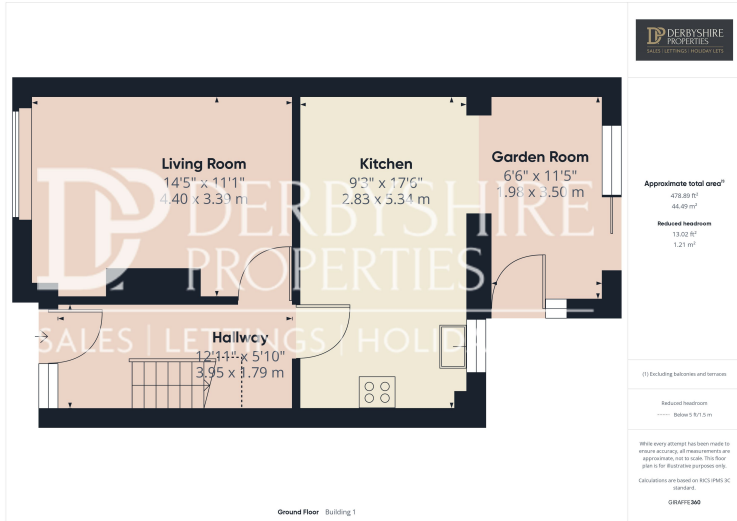 DP DERBYSHIRE
PROPERTIES
SALES | LETTINGS | HOLIDAY LETS
Living Room
14'5" x 11'1"
4.40 x 3.39 m
Kitchen
9'3" x 17'6"
2.83 x 5.34 m
Garden Room
6'6" x 11'5"
1.98 x 3.50 m
Hallway
12'11" x 5'10"
3.95 x 1.79 m
DP DERBYSHIRE
PROPERTIES
SALES | LETTINGS | HOLIDA
Approximate total area(1)
478.89 ft²
44.49 m²
Reduced headroom
13.02 ft²
1.21 m²
(1) Excluding balconies and terraces
Reduced headroom
Below 5 ft/1.5 m
While every attempt has been made to
ensure accuracy, all measurements are
approximate, not to scale. This floor
plan is for illustrative purposes only.
Calculations are based on RICS IPMS 3C
standard.
GIRAFFE360
Ground Floor Building 1